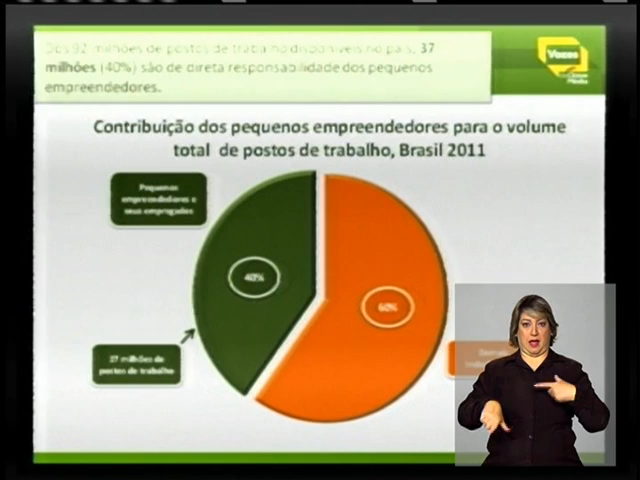 Dos 92 milhões de postos de trabalho disponíveis no país, 37
milhões (40%) são de direta responsabilidade dos pequenos
empreendedores.
Vozes
Contribuição dos pequenos empreendedores para o volume
total de postos de trabalho, Brasil 2011
Pequenos
empreendedores e
seus empregados
40%
60%
37 milhões de
postos de trabalho